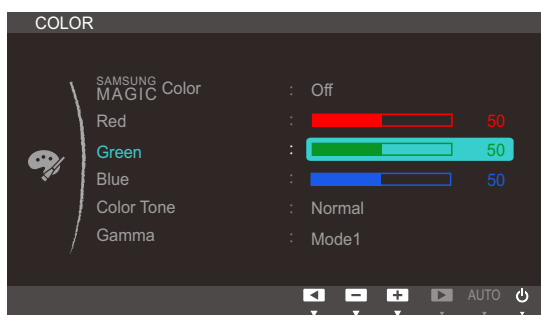 COLOR
SAMSUNG MAGIC Color : Off
Red : 50
Green : 50
Blue : 50
Color Tone : Normal
Gamma : Mode1
AUTO